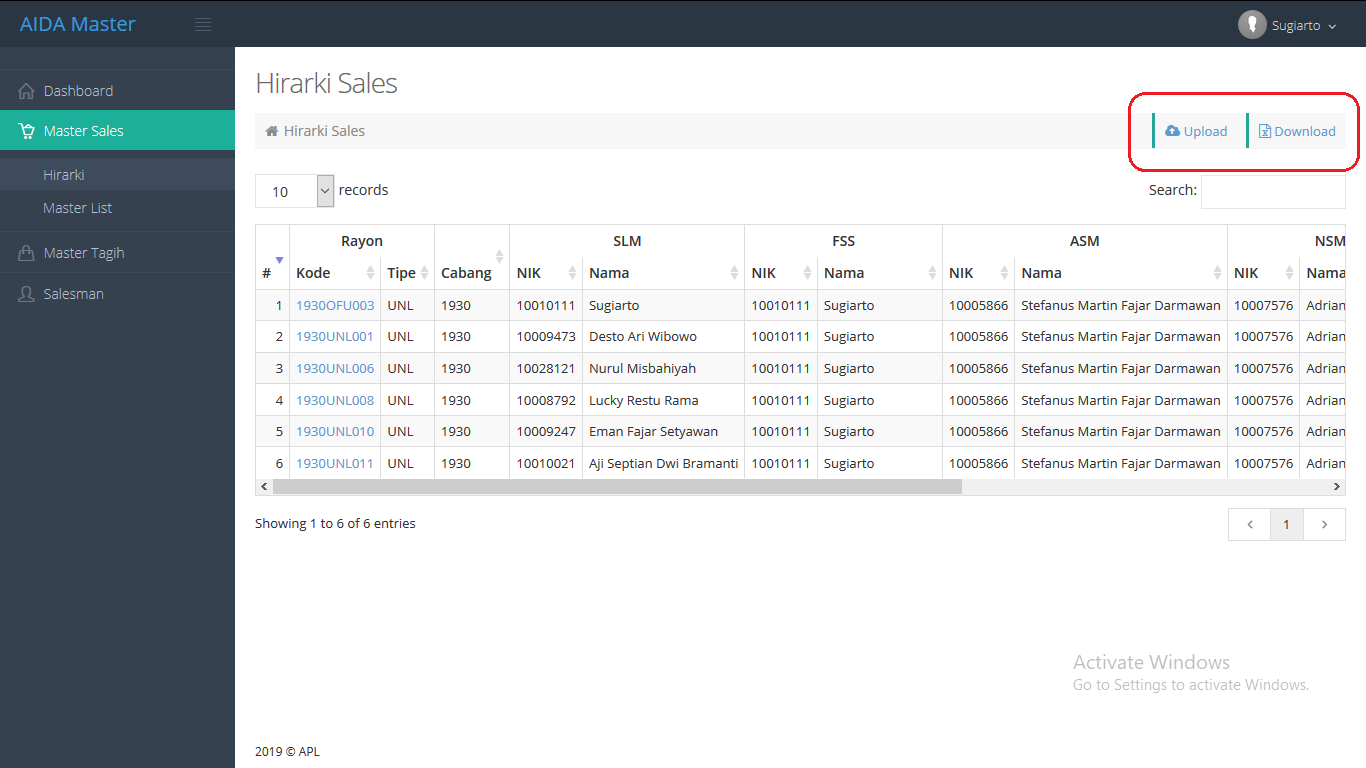 AIDA Master
Sugiarto
Dashboard
Master Sales
Hirarki
Master List
Master Tagih
Salesman
Hirarki Sales
Hirarki Sales
Upload Download
10 records
Search:
Rayon SLM FSS ASM NSM
# Kode Tipe Cabang NIK Nama NIK Nama NIK Nama NIK Nama
1 1930OFU003 UNL 1930 10010111 Sugiarto 10010111 Sugiarto 10005866 Stefanus Martin Fajar Darmawan 10007576 Adrian
2 1930UNL001 UNL 1930 10009473 Desto Ari Wibowo 10010111 Sugiarto 10005866 Stefanus Martin Fajar Darmawan 10007576 Adrian
3 1930UNL006 UNL 1930 10028121 Nurul Misbahiyah 10010111 Sugiarto 10005866 Stefanus Martin Fajar Darmawan 10007576 Adrian
4 1930UNL008 UNL 1930 10008792 Lucky Restu Rama 10010111 Sugiarto 10005866 Stefanus Martin Fajar Darmawan 10007576 Adrian
5 1930UNL010 UNL 1930 10009247 Eman Fajar Setyawan 10010111 Sugiarto 10005866 Stefanus Martin Fajar Darmawan 10007576 Adrian
6 1930UNL011 UNL 1930 10010021 Aji Septian Dwi Bramanti 10010111 Sugiarto 10005866 Stefanus Martin Fajar Darmawan 10007576 Adrian
Showing 1 to 6 of 6 entries
1
Activate Windows
Go to Settings to activate Windows.
2019 © APL